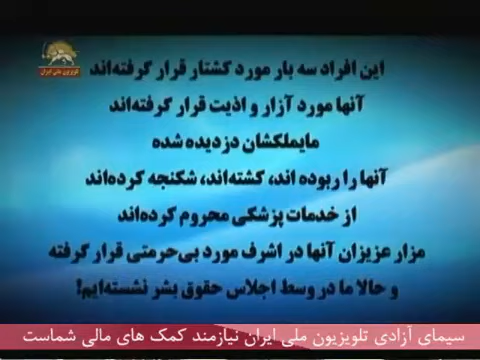 تلویزیون ملی ایران
این افراد سه بار مورد کشتار قرار گرفته‌اند
آنها مورد آزار و اذیت قرار گرفته‌اند
مایملکشان دزدیده شده
آنها را ربوده اند، کشته‌اند، شکنجه کرده‌اند
از خدمات پزشکی محروم کرده‌اند
مزار عزیزان آنها در اشرف مورد بی‌حرمتی قرار گرفته
و حالا ما در وسط اجلاس حقوق بشر نشسته‌ایم!
سیمای آزادی تلویزیون ملی ایران نیازمند کمک های مالی شماست